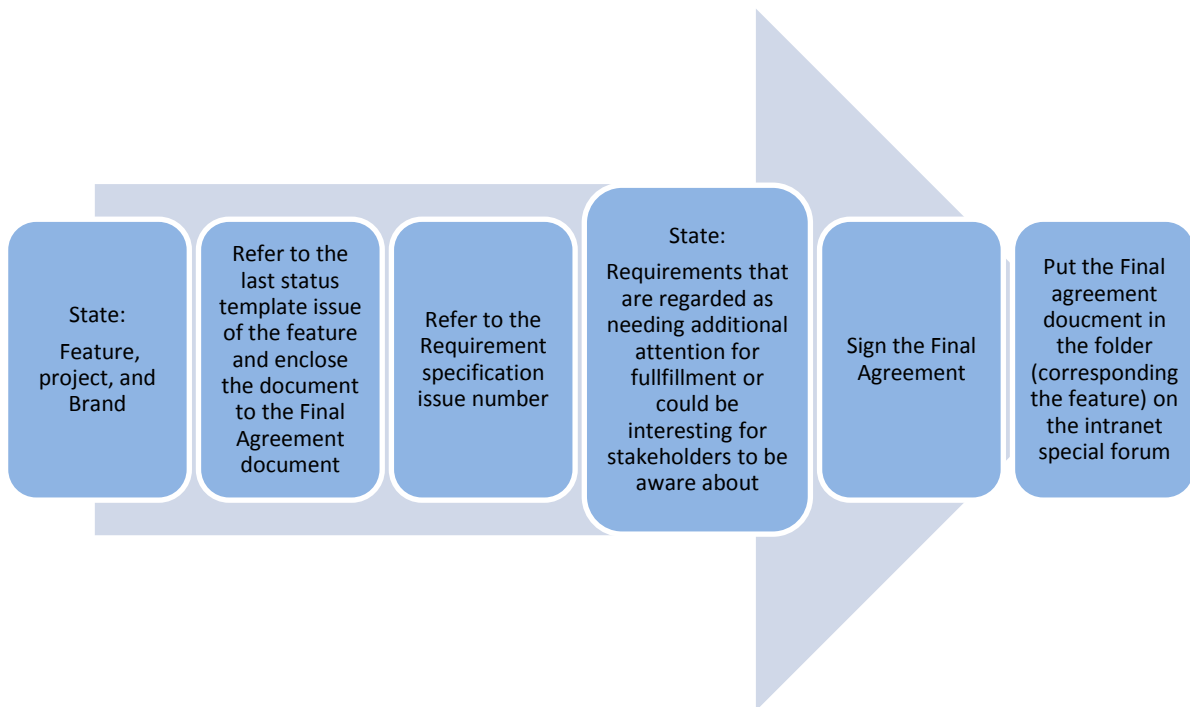 State:
Feature,
project, and
Brand
Refer to the
last status
template issue
of the feature
and enclose
the document
to the Final
Agreement
document
Refer to the
Requirement
specification
issue number
State:
Requirements that
are regarded as
needing additional
attention for
fullfillment or
could be
interesting for
stakeholders to be
aware about
Sign the Final
Agreement
Put the Final
agreement
doucment in
the folder
(corresponding
the feature) on
the intranet
special forum